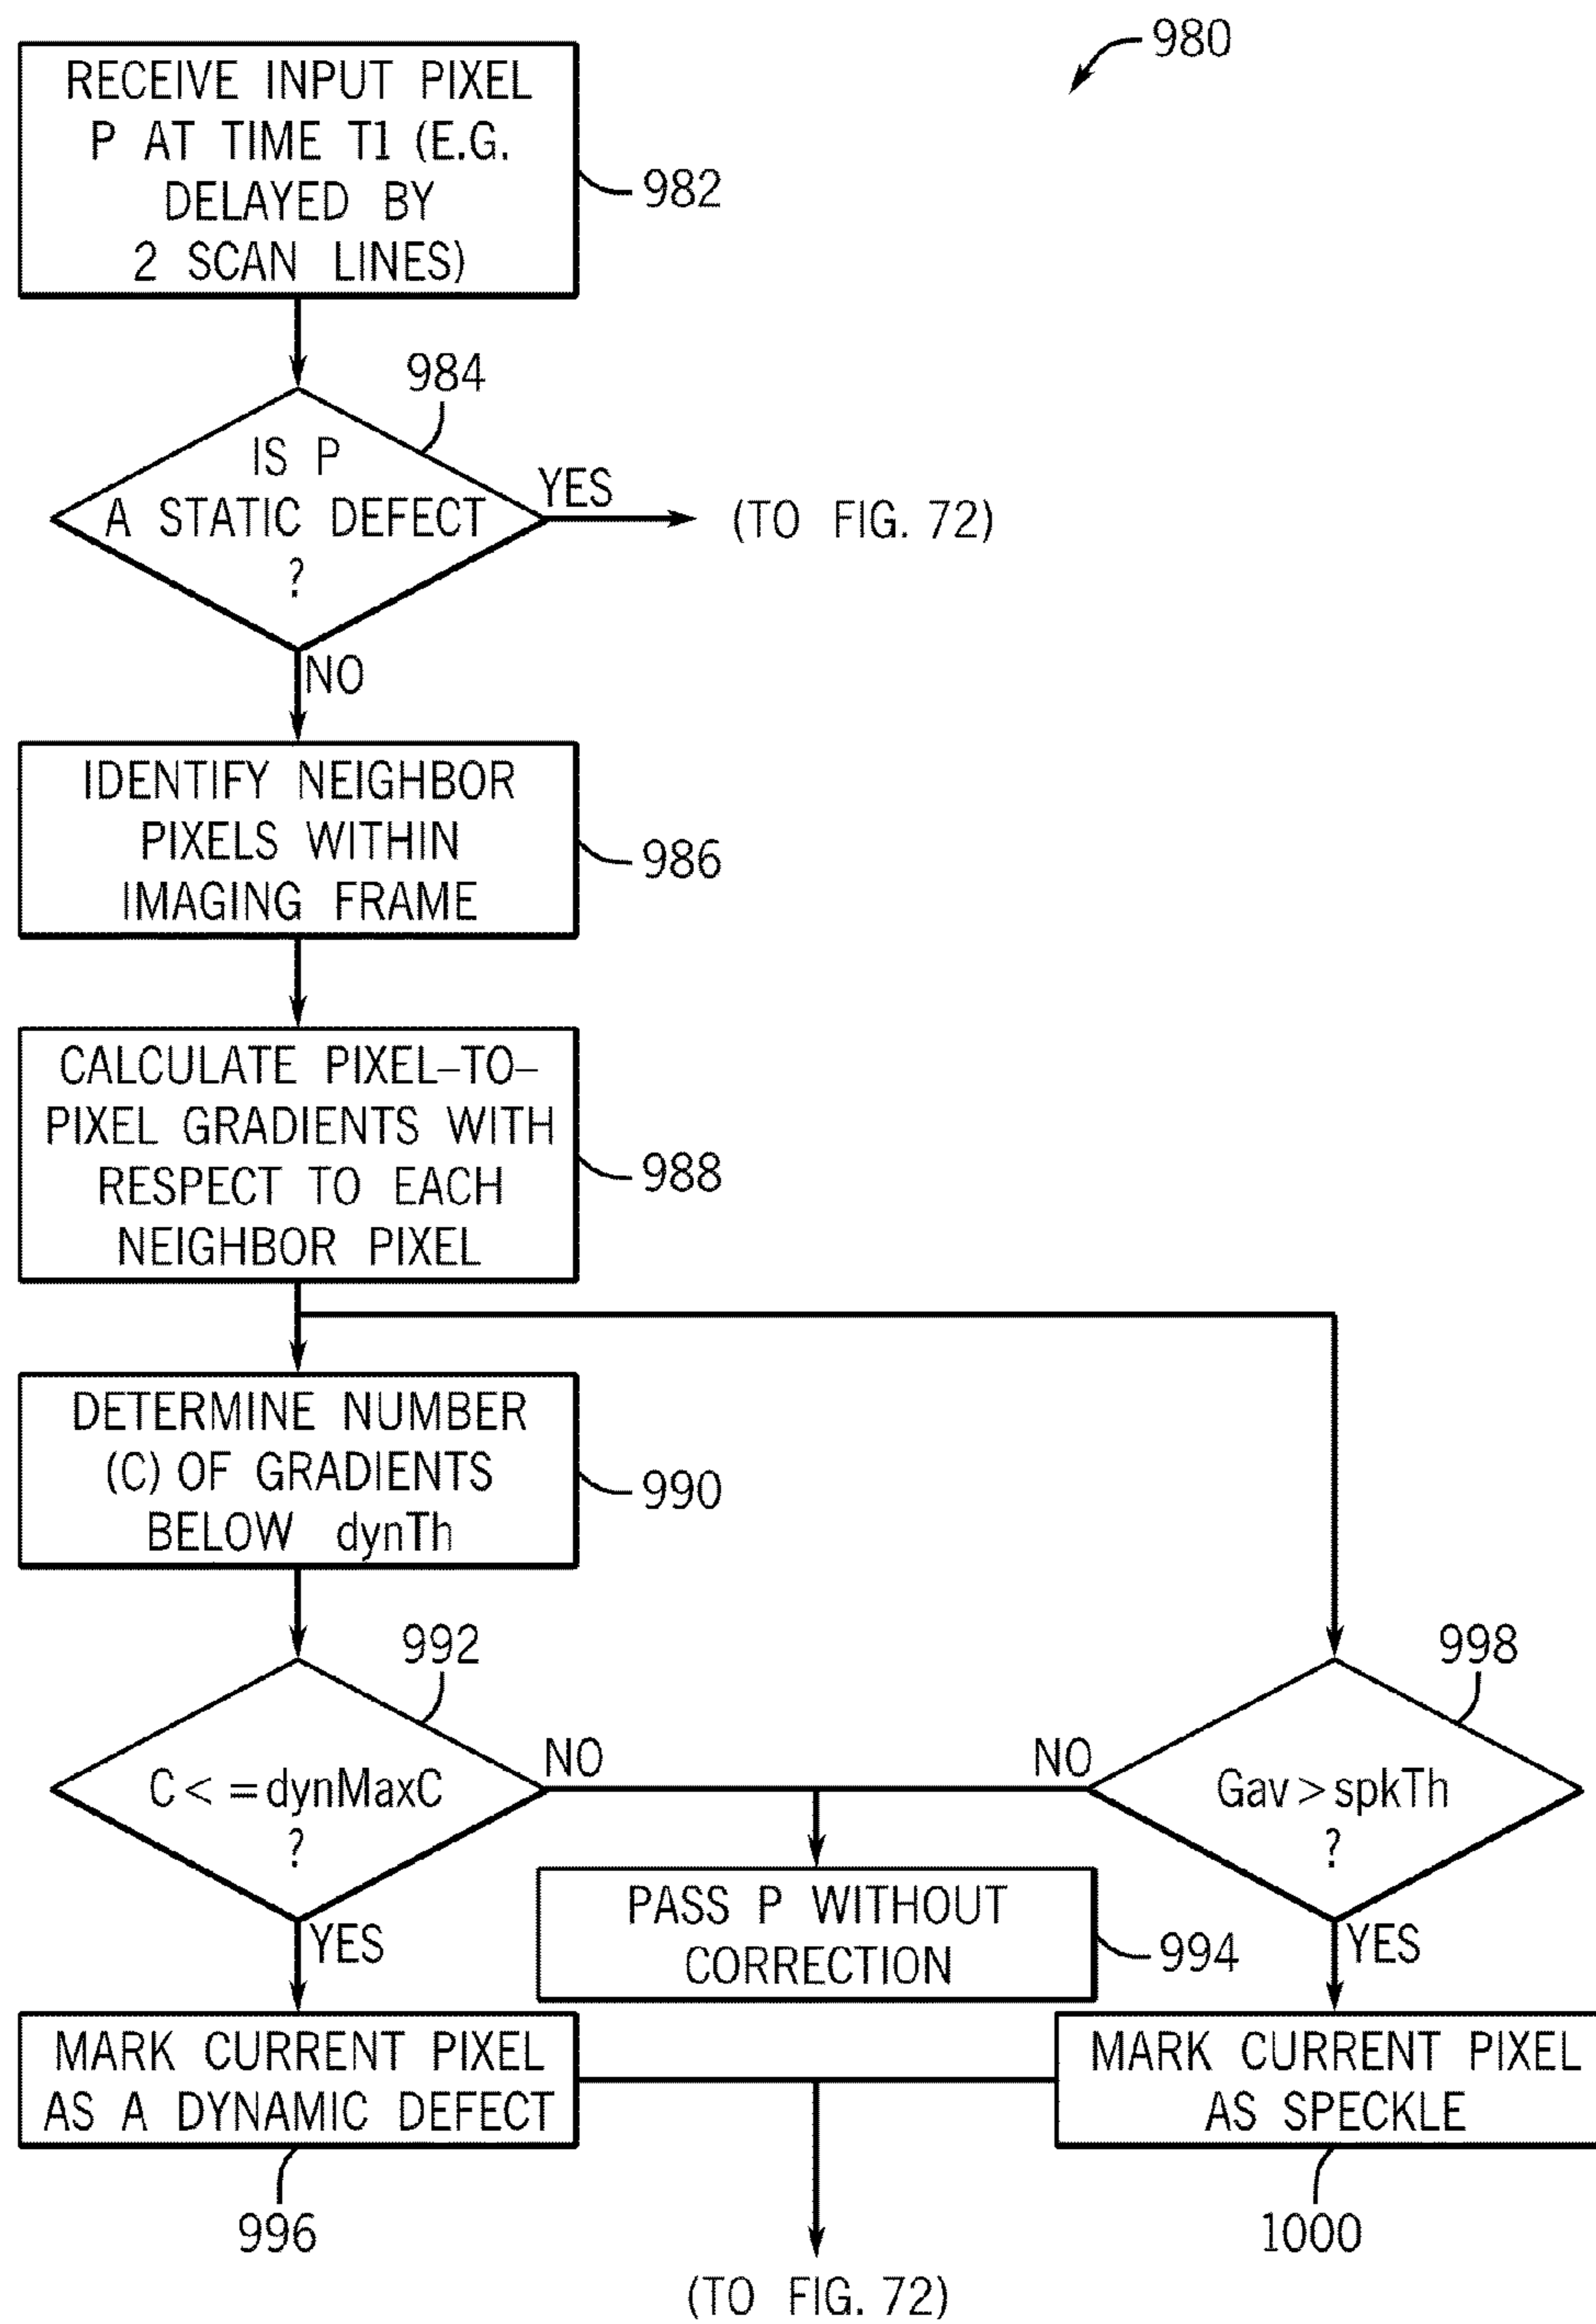 980
RECEIVE INPUT PIXEL
P AT TIME T1 (E.G.
DELAYED BY
2 SCAN LINES)
982
984
IS P
A STATIC DEFECT
?
YES
(TO FIG. 72)
NO
IDENTIFY NEIGHBOR
PIXELS WITHIN
IMAGING FRAME
986
CALCULATE PIXEL–TO–
PIXEL GRADIENTS WITH
RESPECT TO EACH
NEIGHBOR PIXEL
988
DETERMINE NUMBER
(C) OF GRADIENTS
BELOW dynTh
990
992
C < = dynMaxC
?
NO
YES
998
Gav > spkTh
?
NO
YES
PASS P WITHOUT
CORRECTION
994
MARK CURRENT PIXEL
AS A DYNAMIC DEFECT
996
MARK CURRENT PIXEL
AS SPECKLE
1000
(TO FIG. 72)